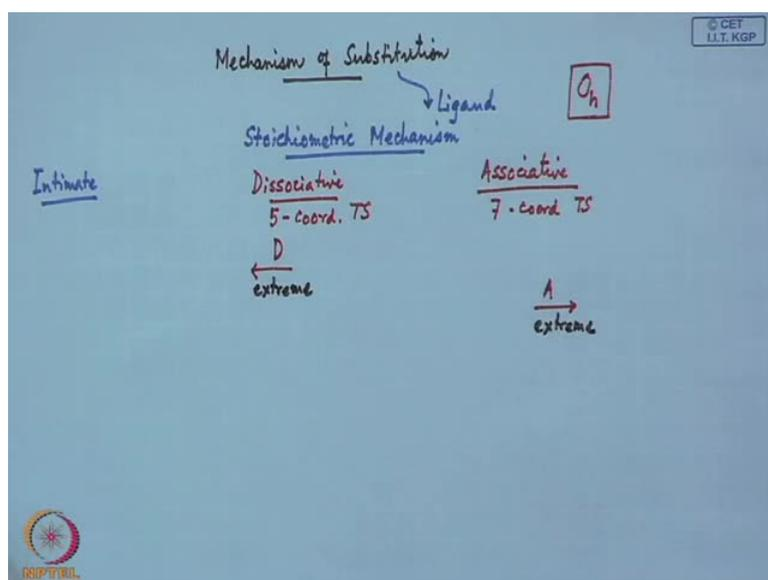 © CET
I.I.T. KGP
Mechanism of Substitution
Ligand
Oh
Stoichiometric Mechanism
Intimate
Dissociative
Associative
5-coord. TS
7-coord TS
D
extreme
A
extreme
NPTEL